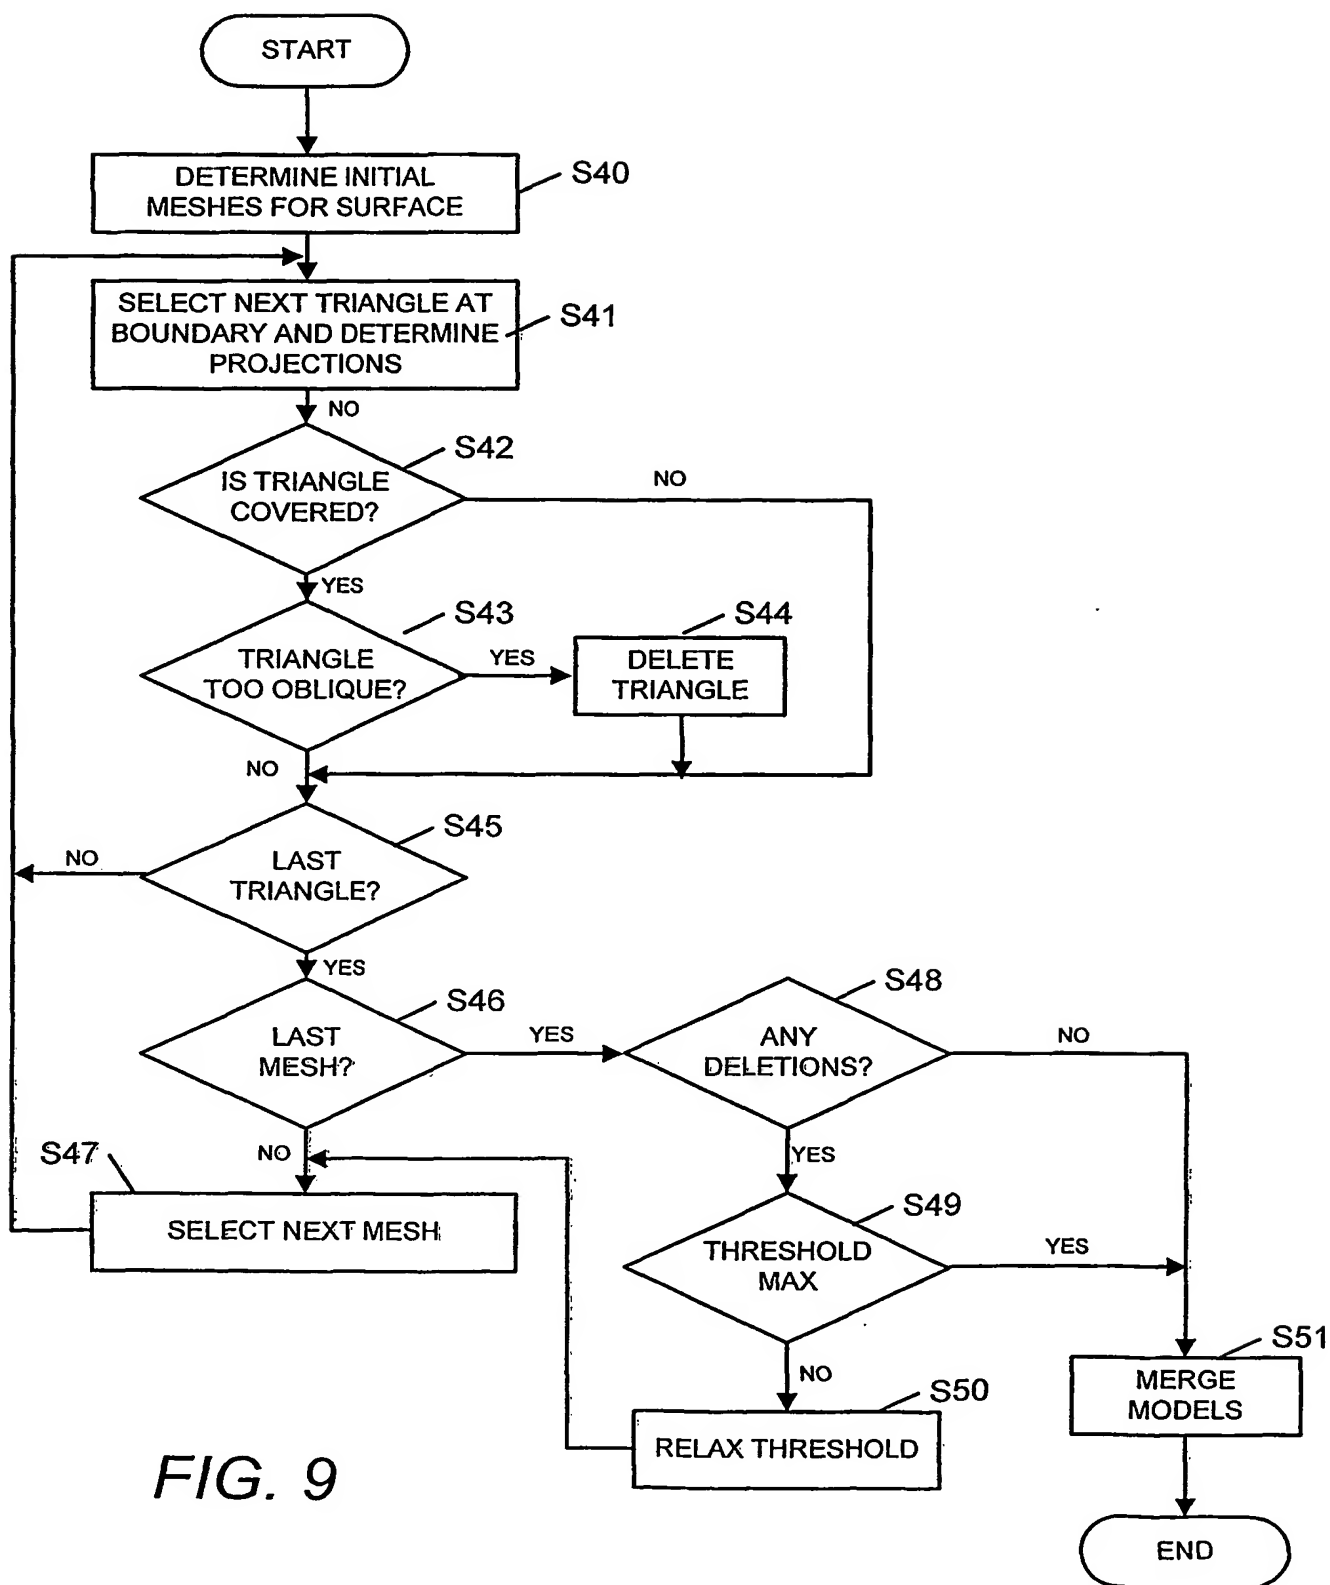 START
DETERMINE INITIAL
MESHES FOR SURFACE
S40
SELECT NEXT TRIANGLE AT
BOUNDARY AND DETERMINE
PROJECTIONS
S41
NO
S42
IS TRIANGLE
COVERED?
NO
YES
S43
TRIANGLE
TOO OBLIQUE?
YES
S44
DELETE
TRIANGLE
NO
S45
LAST
TRIANGLE?
NO
YES
S46
LAST
MESH?
YES
S48
ANY
DELETIONS?
NO
NO
YES
S47
SELECT NEXT MESH
S49
THRESHOLD
MAX
YES
NO
S50
RELAX THRESHOLD
S51
MERGE
MODELS
END
FIG. 9